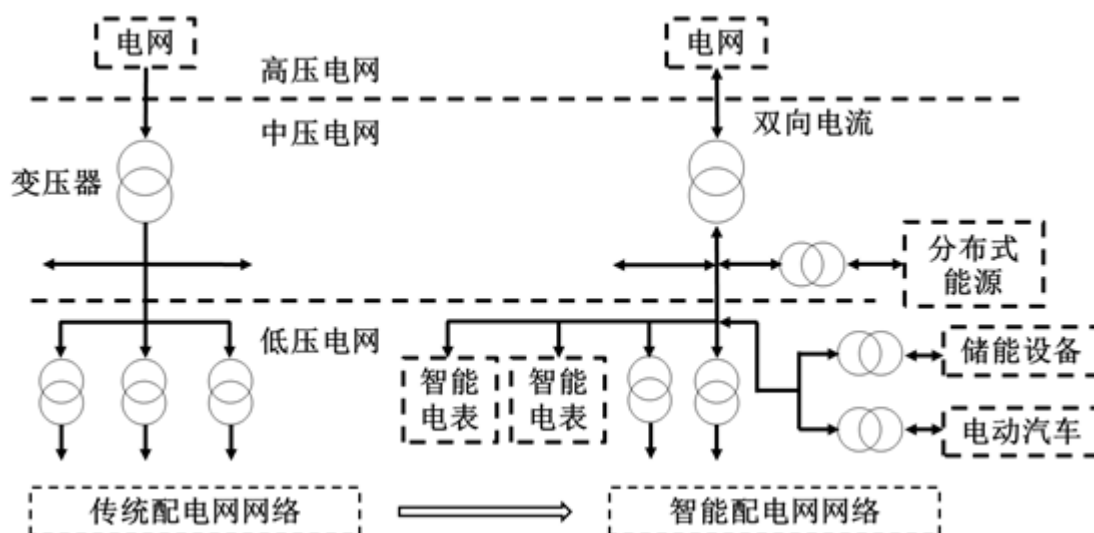 电网
电网
高压电网
中压电网
双向电流
变压器
分布式
能源
低压电网
智能
电表
智能
电表
储能设备
电动汽车
传统配电网网络
智能配电网网络